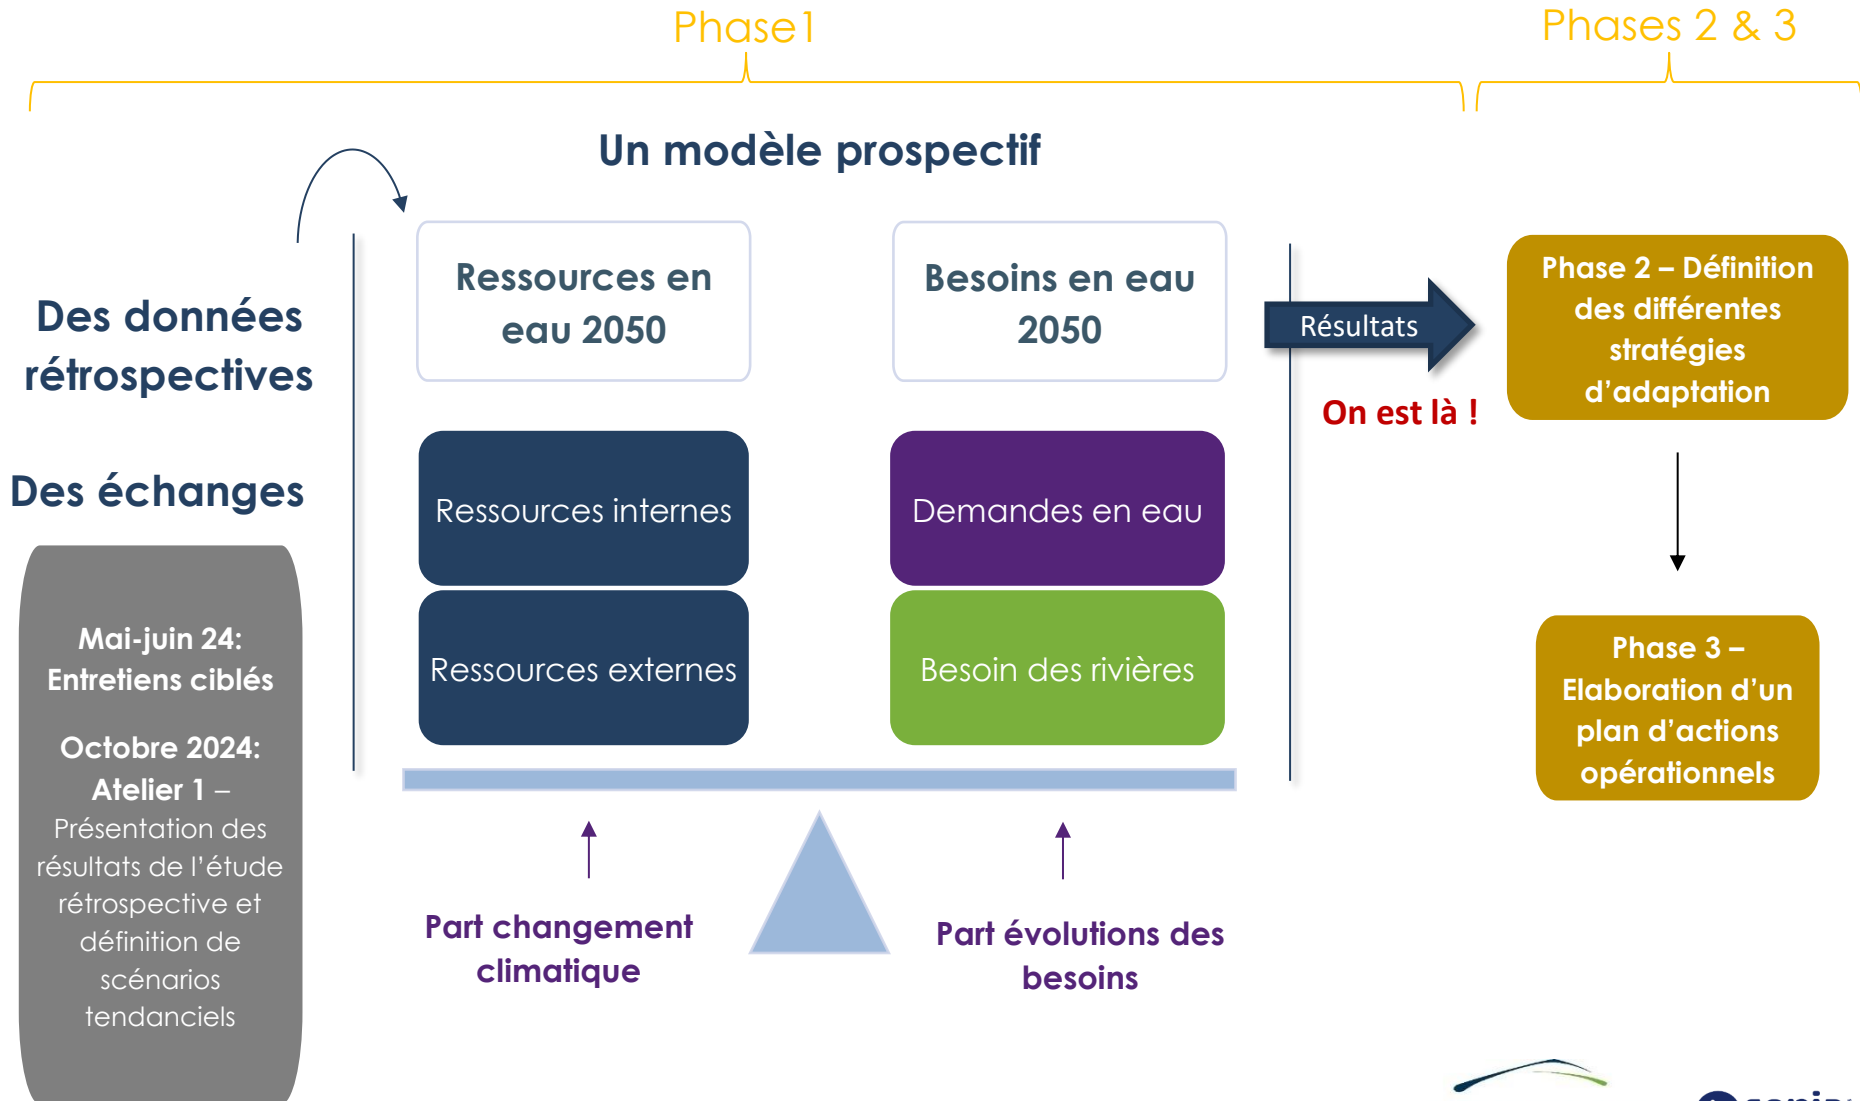 Phase1
Phases 2 & 3
Un modèle prospectif
Des données
rétrospectives
Des échanges
Mai-juin 24:
Entretiens ciblés
Octobre 2024:
Atelier 1 –
Présentation des
résultats de l’étude
rétrospective et
définition de
scénarios
tendanciels
Ressources en
eau 2050
Ressources internes
Ressources externes
Besoins en eau
2050
Demandes en eau
Besoin des rivières
Part changement
climatique
Part évolutions des
besoins
Résultats
On est là !
Phase 2 – Définition
des différentes
stratégies
d’adaptation
Phase 3 –
Elaboration d’un
plan d’actions
opérationnels